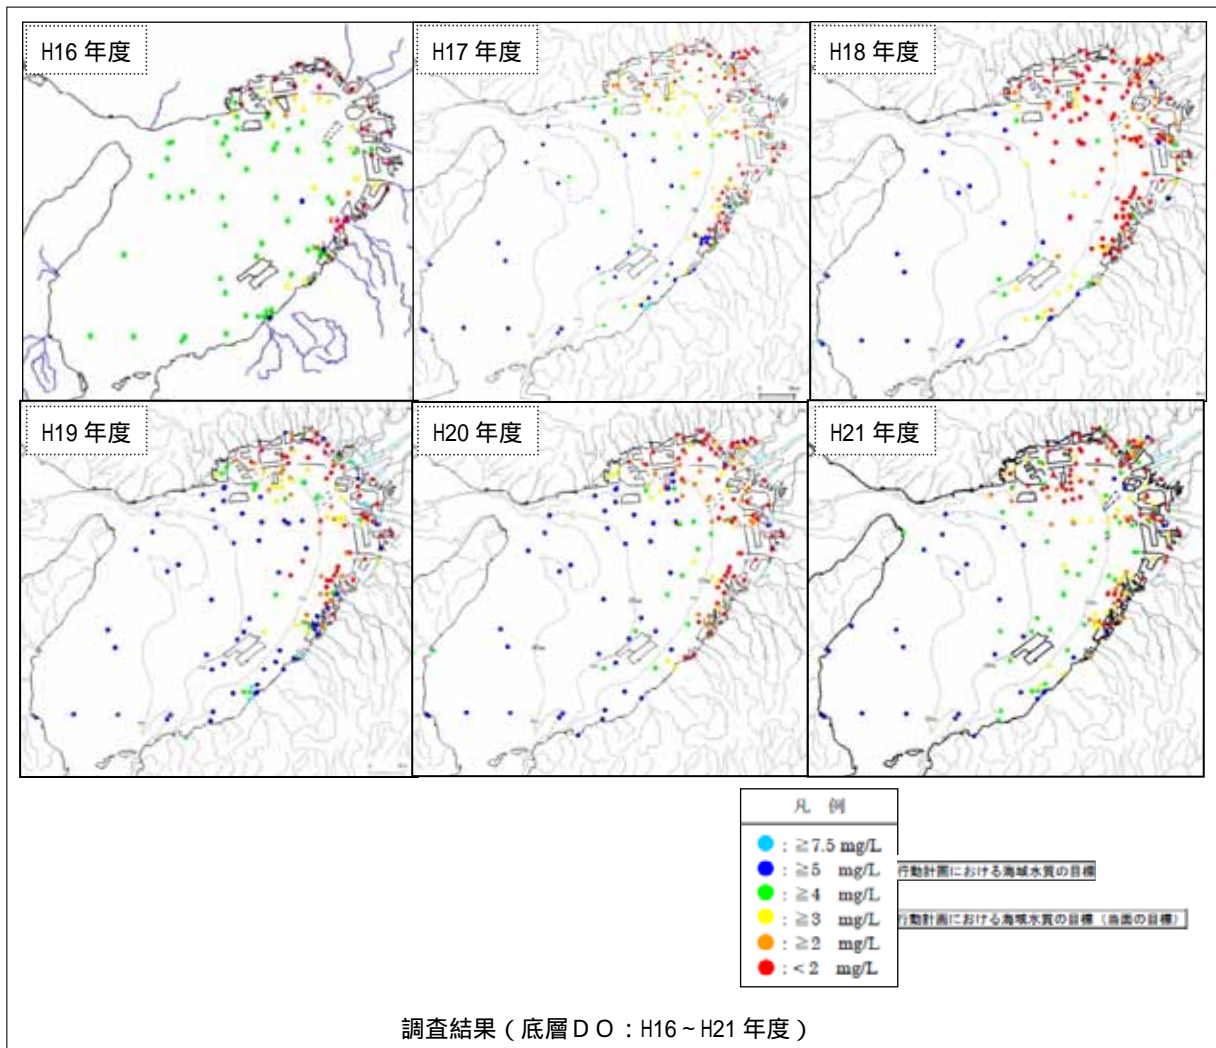 H16 年度
H17 年度
H18 年度
H19 年度
H20 年度
H21 年度
凡 例
: ≧7.5 mg/L
: ≧5 mg/L 行動計画における海域水質の目標
: ≧4 mg/L
: ≧3 mg/L 行動計画における海域水質の目標（当面の目標）
: ≧2 mg/L
: < 2 mg/L
調査結果（底層ＤＯ：H16～H21 年度）